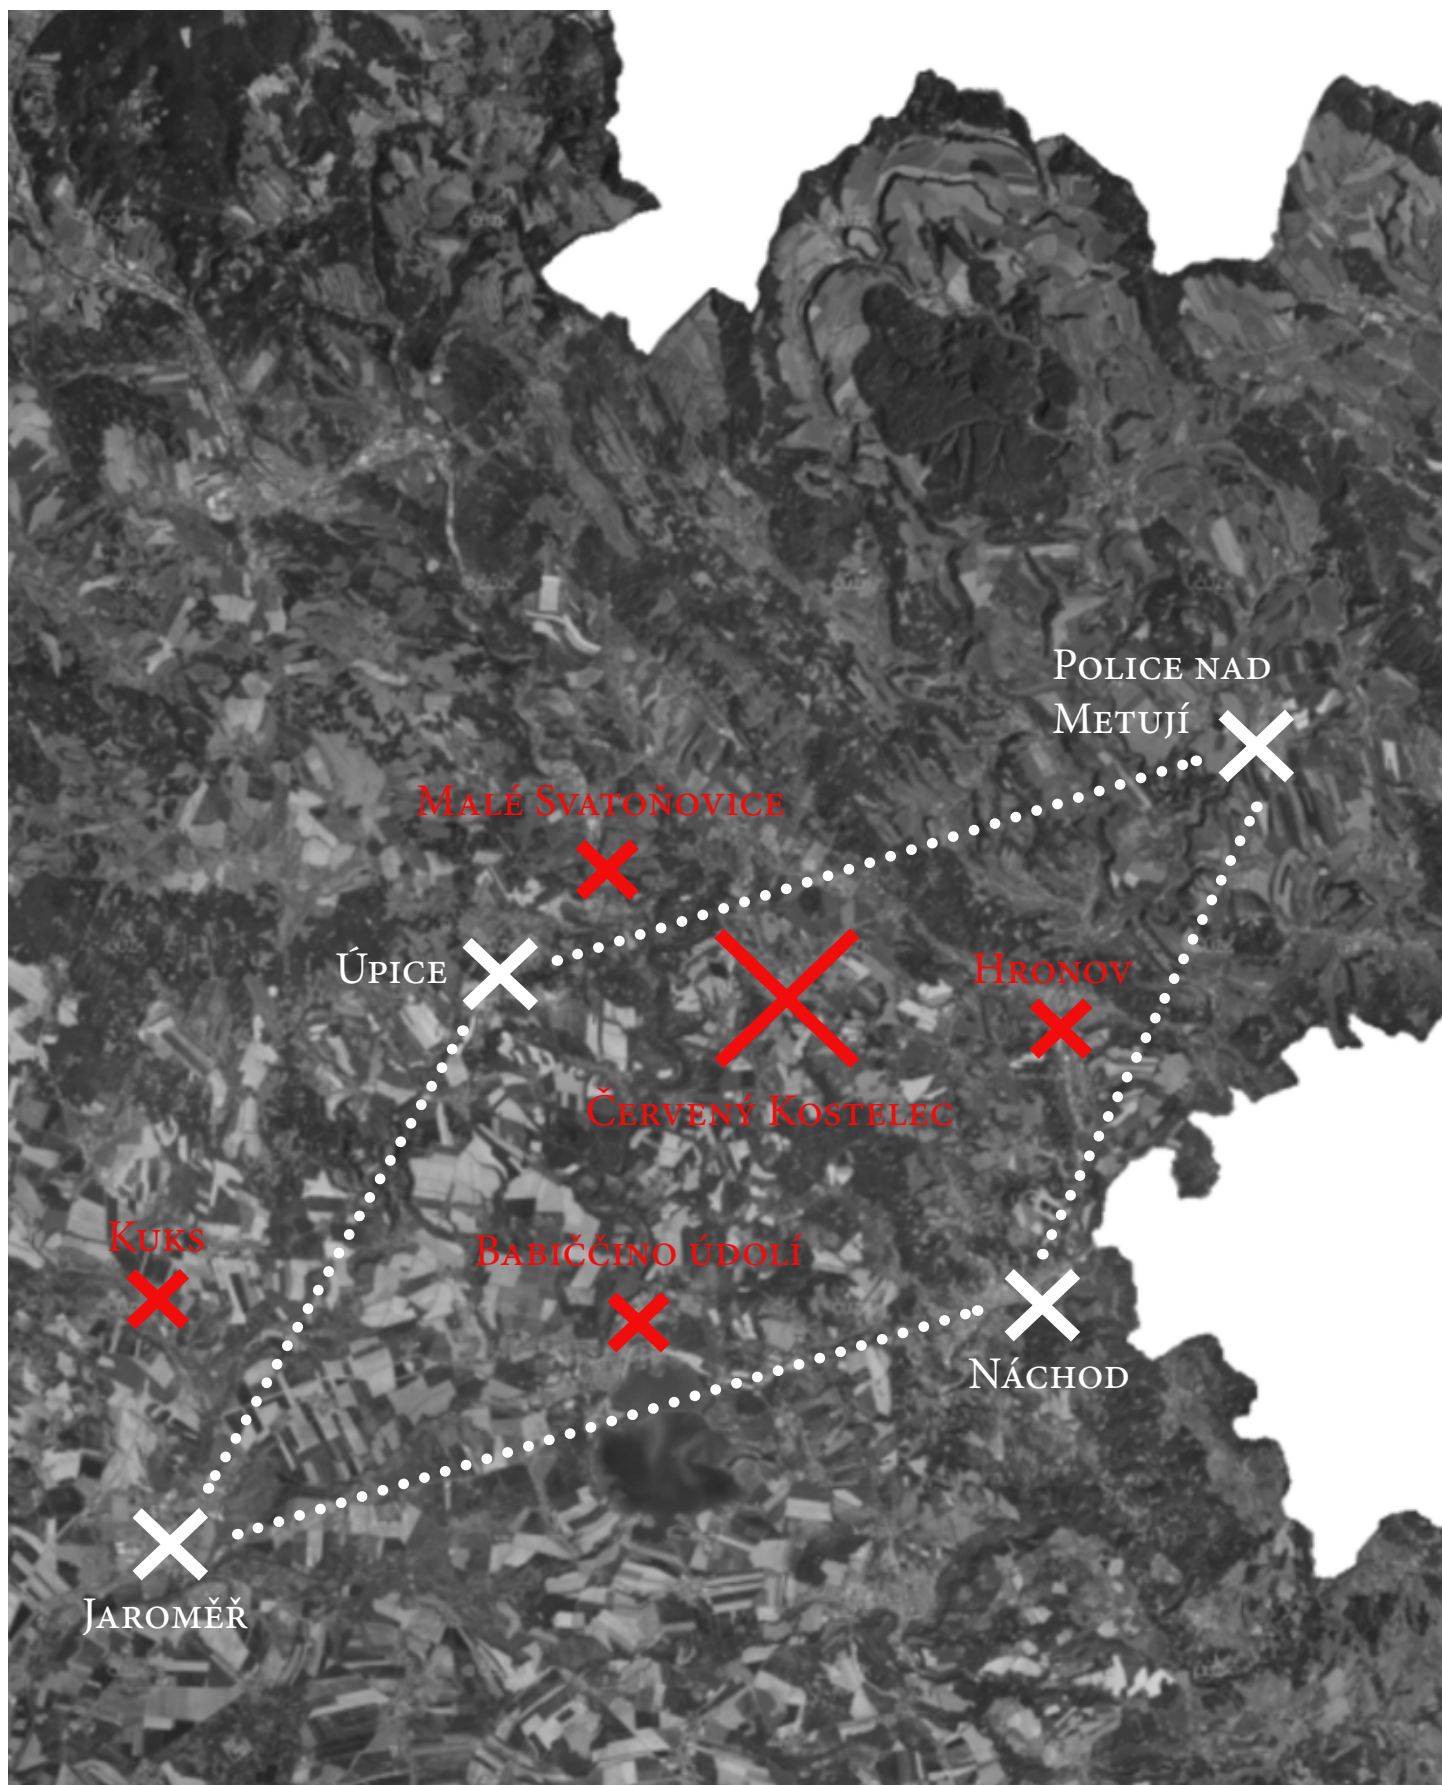 Police nad
Metují
Malé Svatoňovice
Úpice
Hronov
Červený Kostelec
Kuks
Babiččino údolí
Náchod
Jaroměř